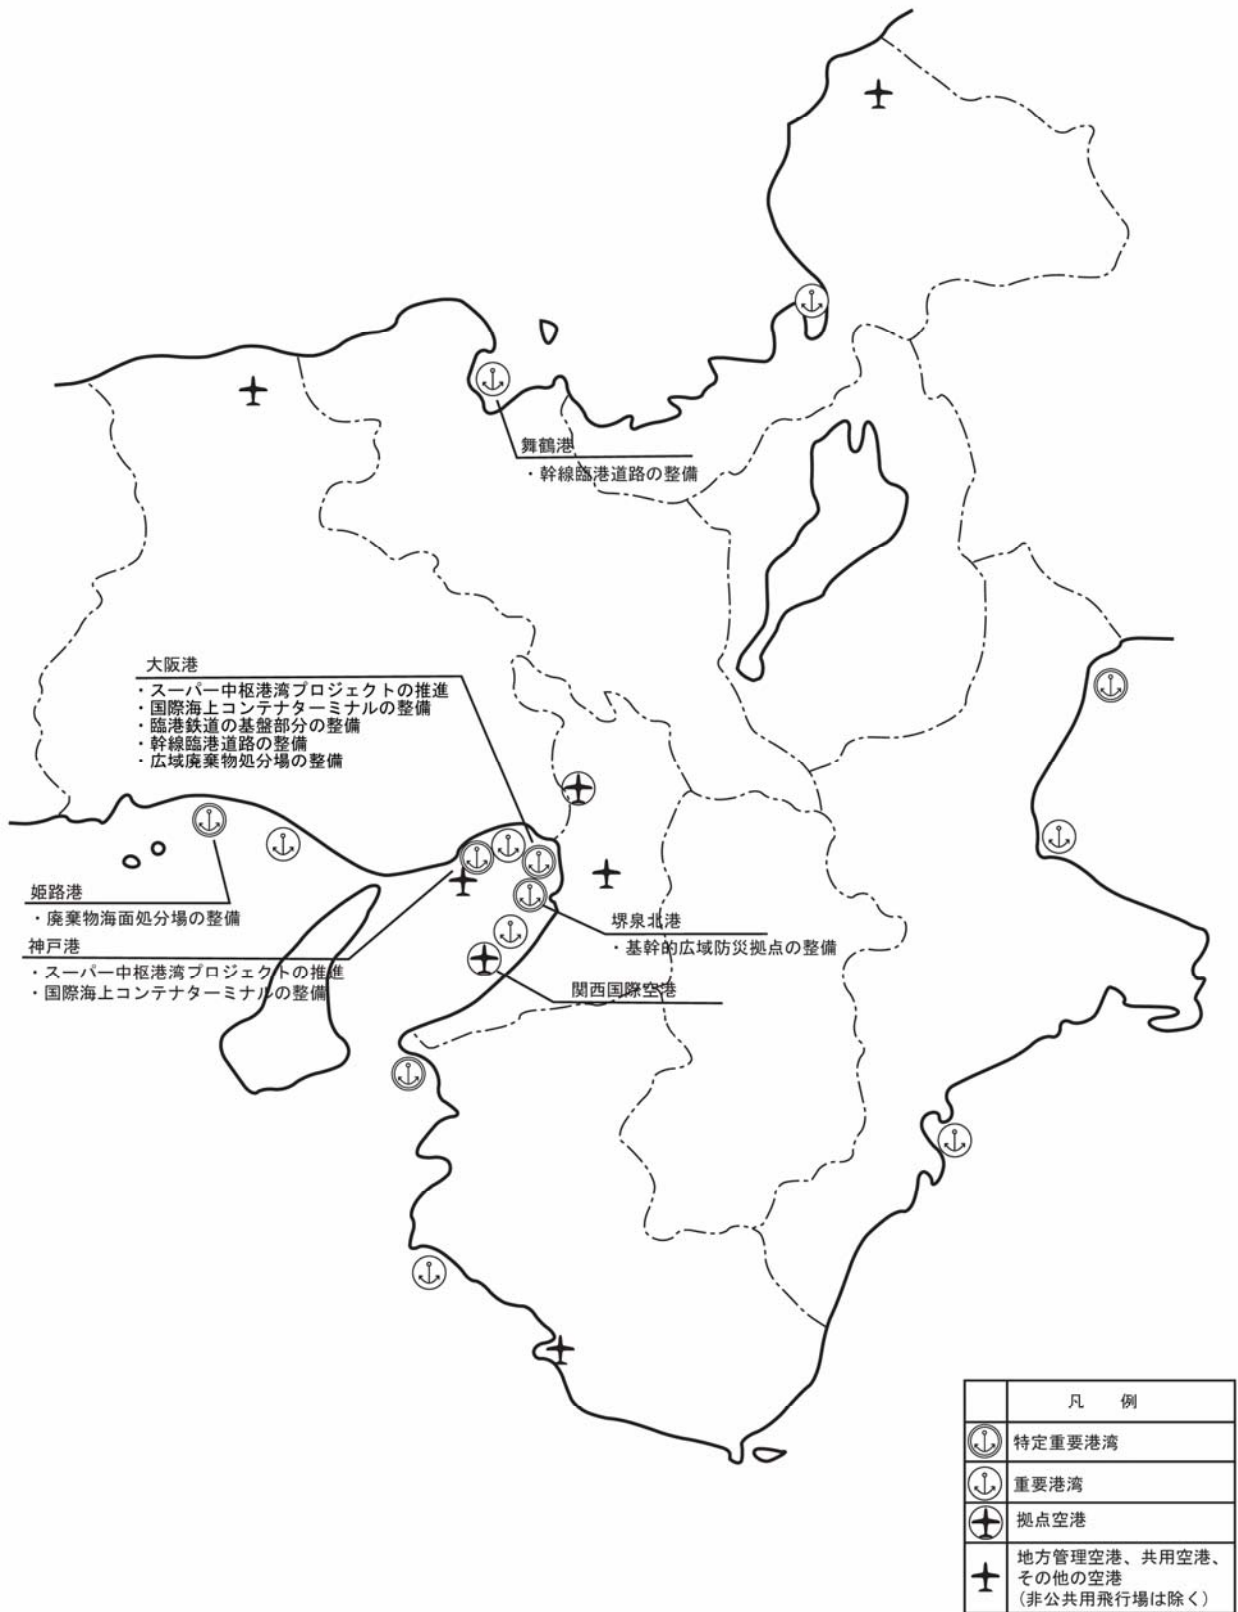 舞鶴港
・幹線臨港道路の整備
大阪港
・スーパー中枢港湾プロジェクトの推進
・国際海上コンテナターミナルの整備
・臨港鉄道の基盤部分の整備
・幹線臨港道路の整備
・広域廃棄物処分場の整備
姫路港
・廃棄物海面処分場の整備
神戸港
・スーパー中枢港湾プロジェクトの推進
・国際海上コンテナターミナルの整備
堺泉北港
・基幹的広域防災拠点の整備
関西国際空港
凡　例
特定重要港湾
重要港湾
拠点空港
地方管理空港、共用空港、
その他の空港
(非公共用飛行場は除く)